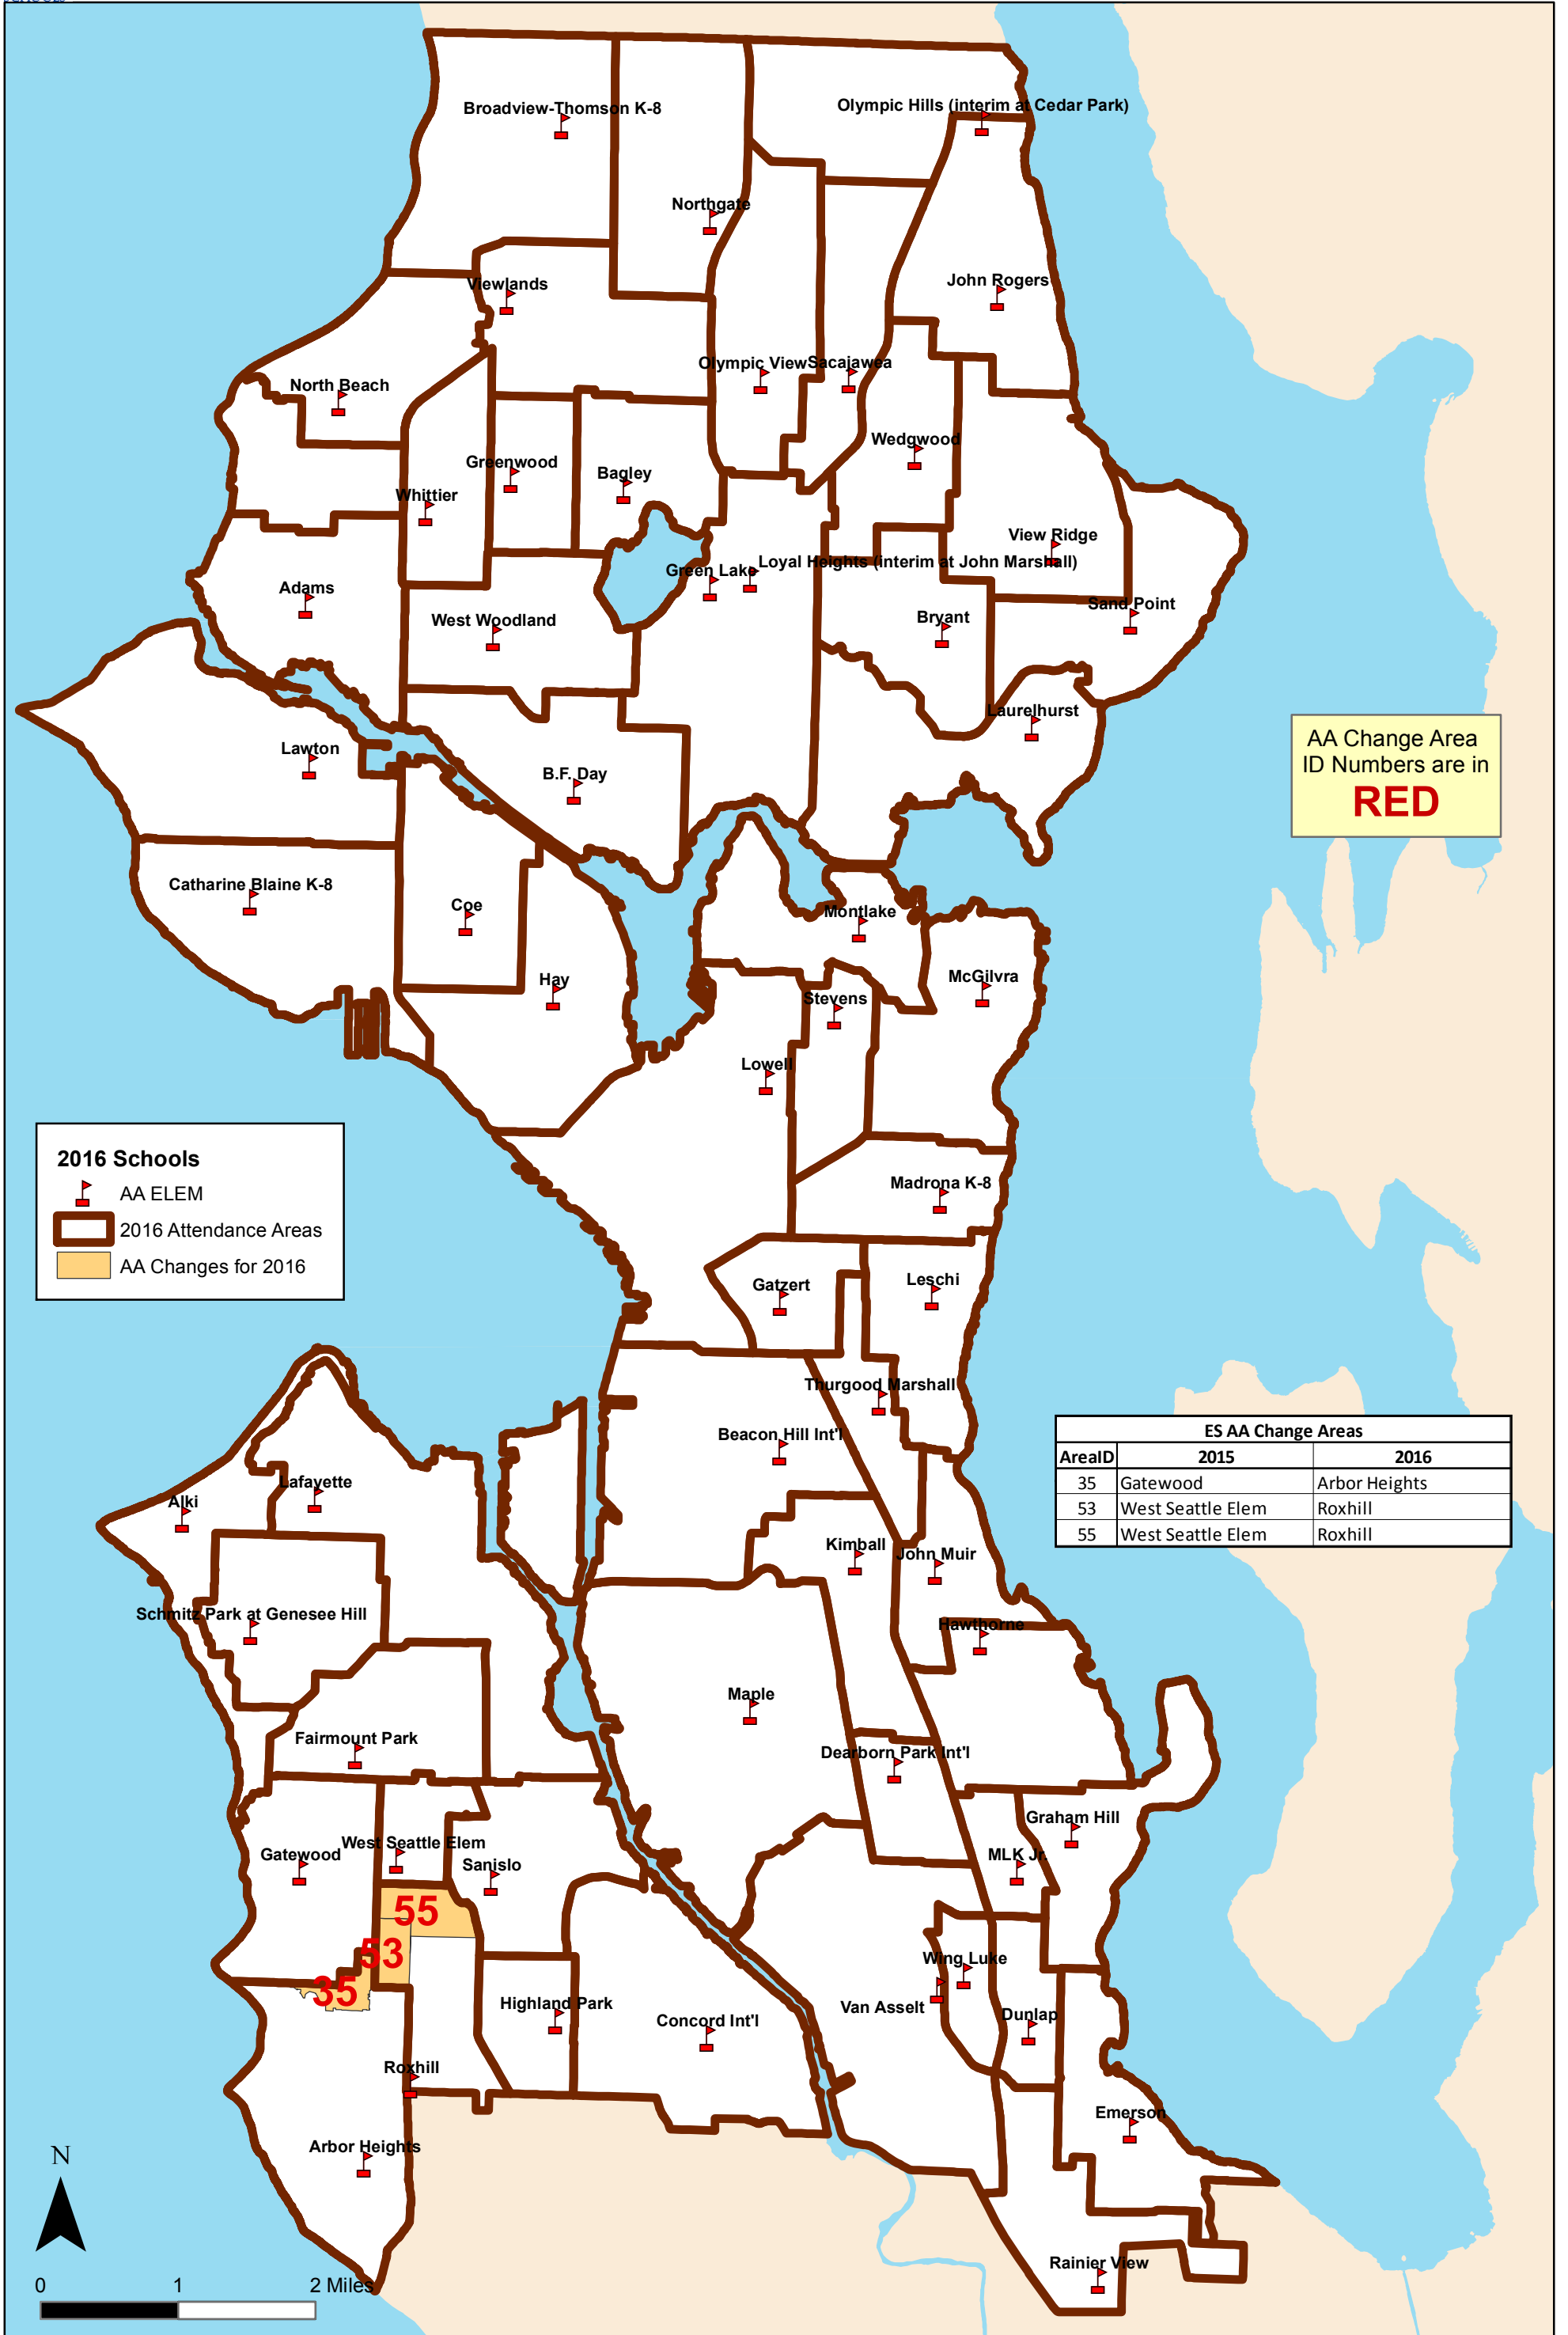 Broadview-Thomson K-8
Olympic Hills (interim at Cedar Park)
Northgate
John Rogers
Viewlands
Olympic View
Sacajawea
North Beach
Wedgwood
Greenwood
Bagley
Whittier
View Ridge
Loyal Heights (interim at John Marshall)
Green Lake
Adams
Sand Point
West Woodland
Bryant
Laurelhurst
AA Change Area
ID Numbers are in
RED
Lawton
B.F. Day
Catharine Blaine K-8
Coe
Montlake
McGilvra
Hay
Stevens
Lowell
2016 Schools
AA ELEM
2016 Attendance Areas
AA Changes for 2016
Madrona K-8
Gatzert
Leschi
Thurgood Marshall
Beacon Hill Int'l
ES AA Change Areas
AreaID 2015 2016
35 Gatewood Arbor Heights
53 West Seattle Elem Roxhill
55 West Seattle Elem Roxhill
Lafayette
Alki
Kimball
John Muir
Schmitz Park at Genesee Hill
Hawthorne
Maple
Fairmount Park
Dearborn Park Int'l
Graham Hill
West Seattle Elem
Gatewood
Sanislo
MLK Jr.
55
53
35
Wing Luke
Van Asselt
Dunlap
Highland Park
Concord Int'l
Roxhill
Emerson
Arbor Heights
N
Rainier View
0 1 2 Miles